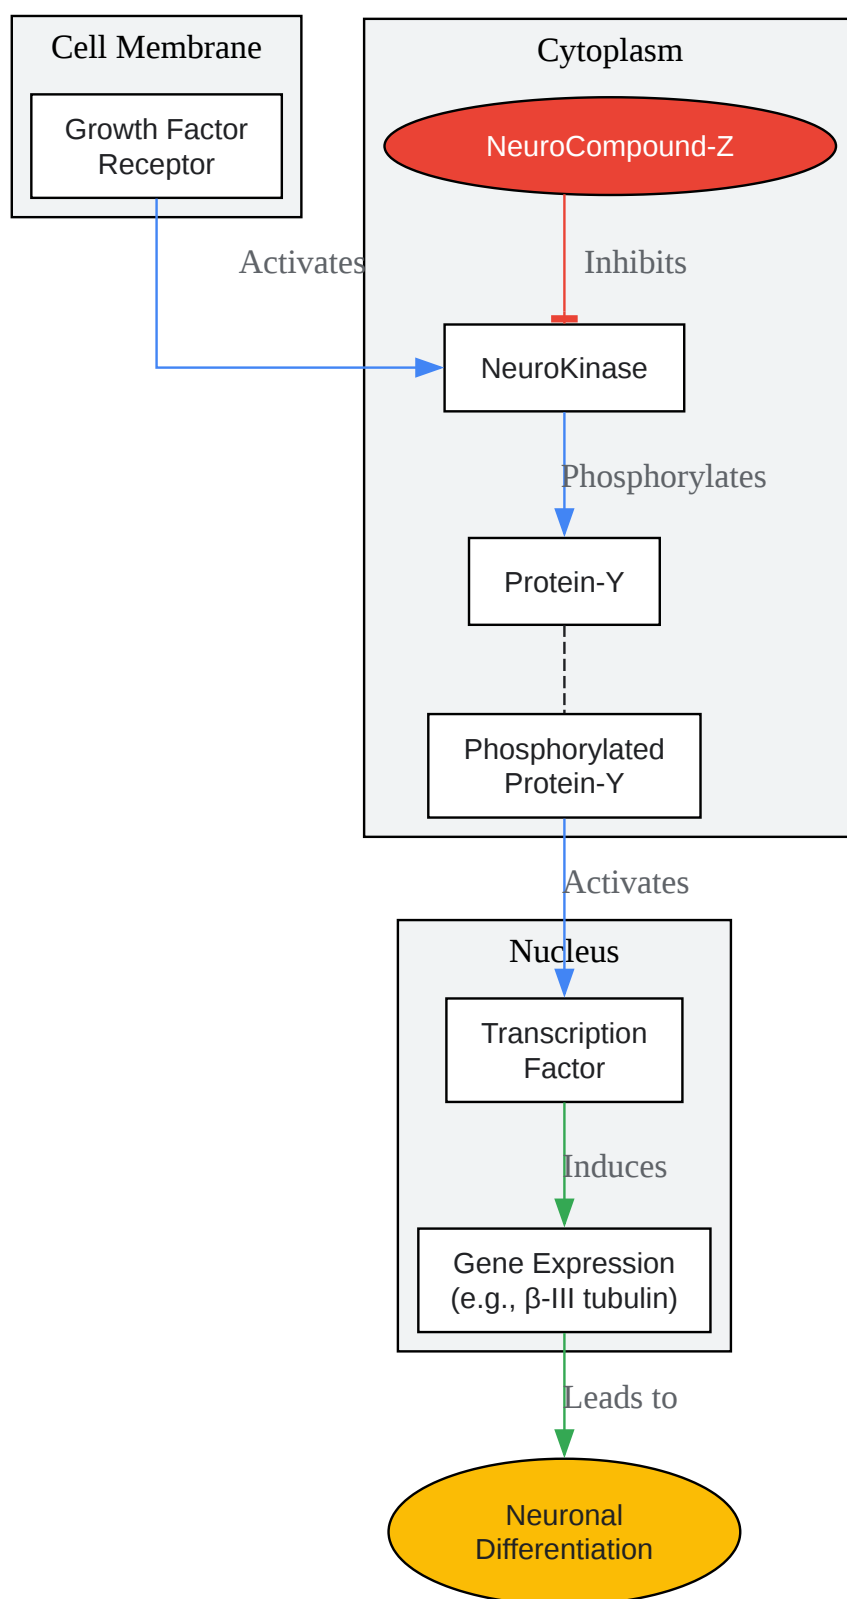 Cell Membrane
Growth Factor
Receptor
Cytoplasm
NeuroCompound-Z
Activates
Inhibits
NeuroKinase
Phosphorylates
Protein-Y
Phosphorylated
Protein-Y
Activates
Nucleus
Transcription
Factor
Induces
Gene Expression
(e.g., β-III tubulin)
Leads to
Neuronal
Differentiation